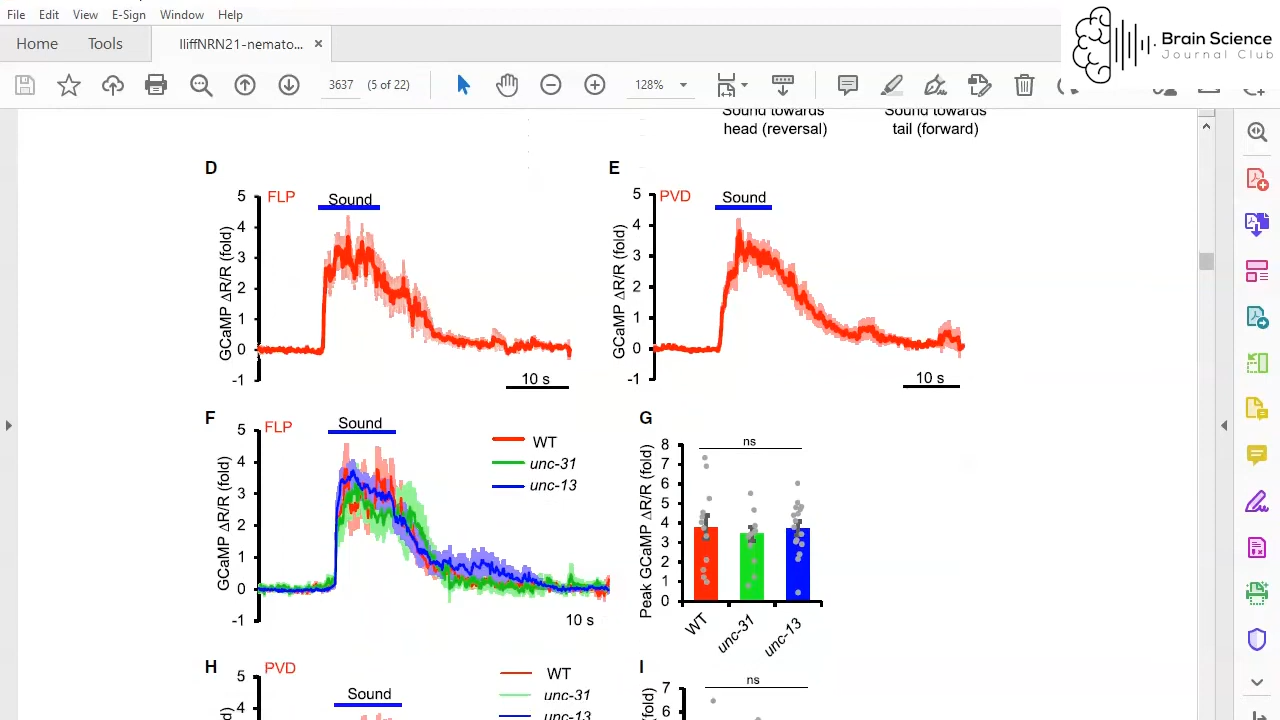 File Edit View E-Sign Window Help
Home Tools IliffNRN21-nemato... ×
Brain Science
Journal Club
3637 (5 of 22) 128%
Sound towards
head (reversal)
Sound towards
tail (forward)
D
FLP
Sound
GCaMP ΔR/R (fold)
5
4
3
2
1
0
-1
10 s
E
PVD
Sound
GCaMP ΔR/R (fold)
5
4
3
2
1
0
-1
10 s
F
FLP
Sound
GCaMP ΔR/R (fold)
5
4
3
2
1
0
-1
WT
unc-31
unc-13
10 s
G
ns
Peak GCaMP ΔR/R (fold)
8
7
6
5
4
3
2
1
0
WT
unc-31
unc-13
H
PVD
Sound
5
4
WT
unc-31
unc-13
I
ns
7
6
(fold)